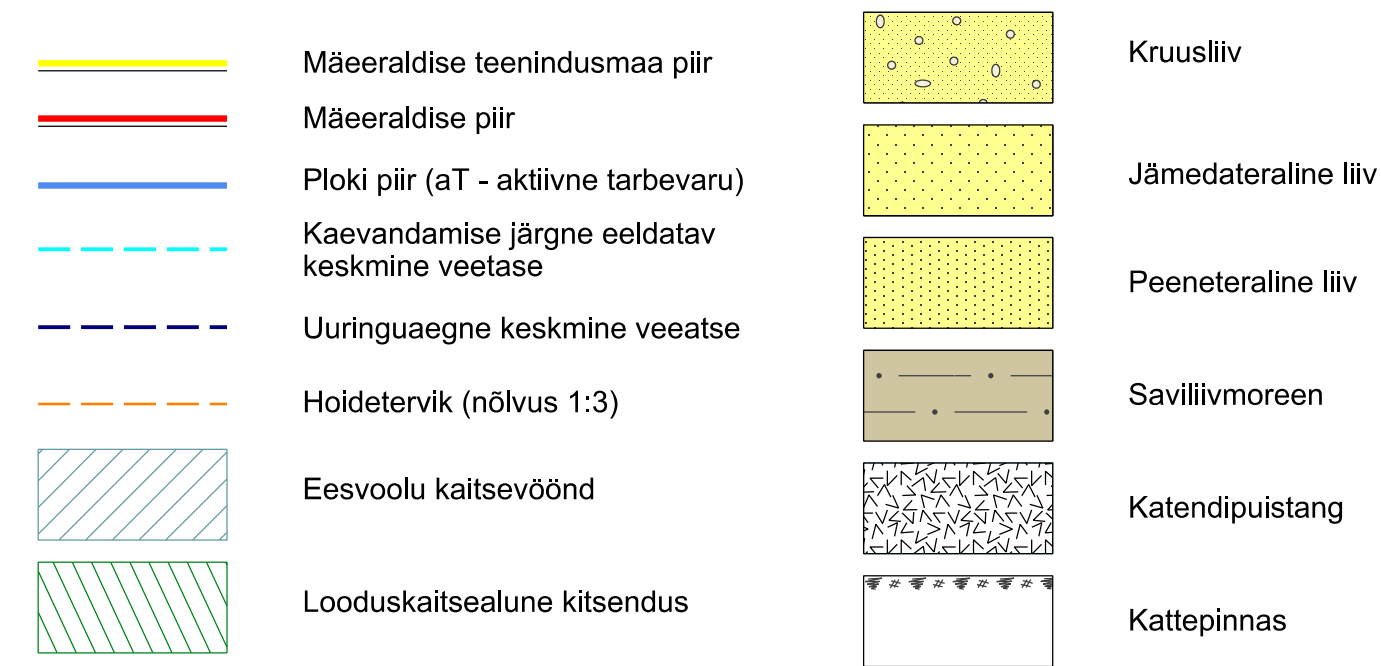 Mäeeraldise teenindusmaa piir
Mäeeraldise piir
Ploki piir (aT - aktiivne tarbevaru)
Kaevandamise järgne eeldatav
keskmine veetase
Uuringuaegne keskmine veeatse
Hoidetervik (nõlvus 1:3)
Eesvoolu kaitsevöönd
Looduskaitsealune kitsendus
Kruusliiv
Jämedateraline liiv
Peeneteraline liiv
Saviliivmoreen
Katendipuistang
Kattepinnas